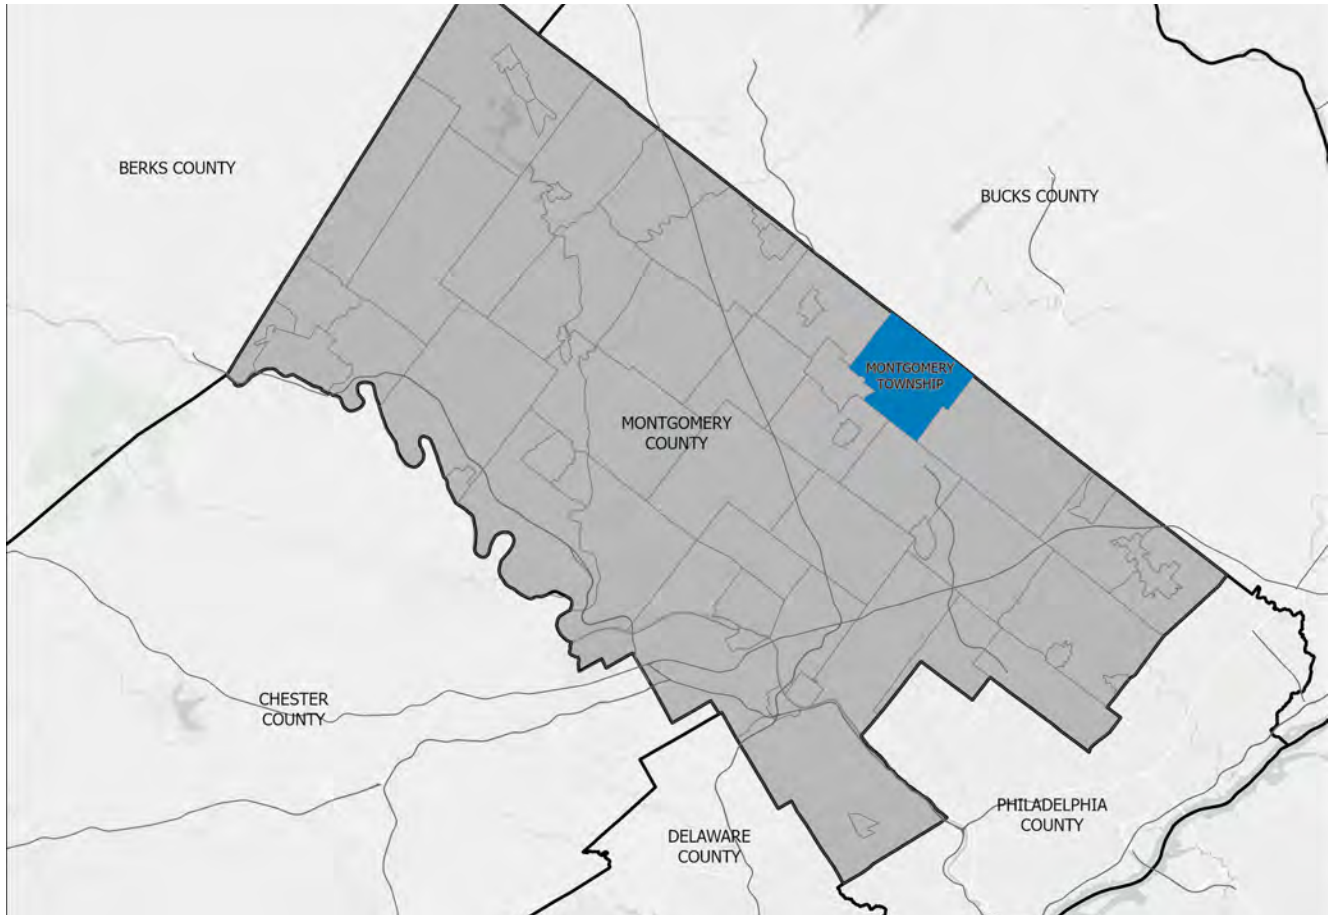 BERKS COUNTY
BUCKS COUNTY
MONTGOMERY
TOWNSHIP
MONTGOMERY
COUNTY
CHESTER
COUNTY
PHILADELPHIA
COUNTY
DELAWARE
COUNTY